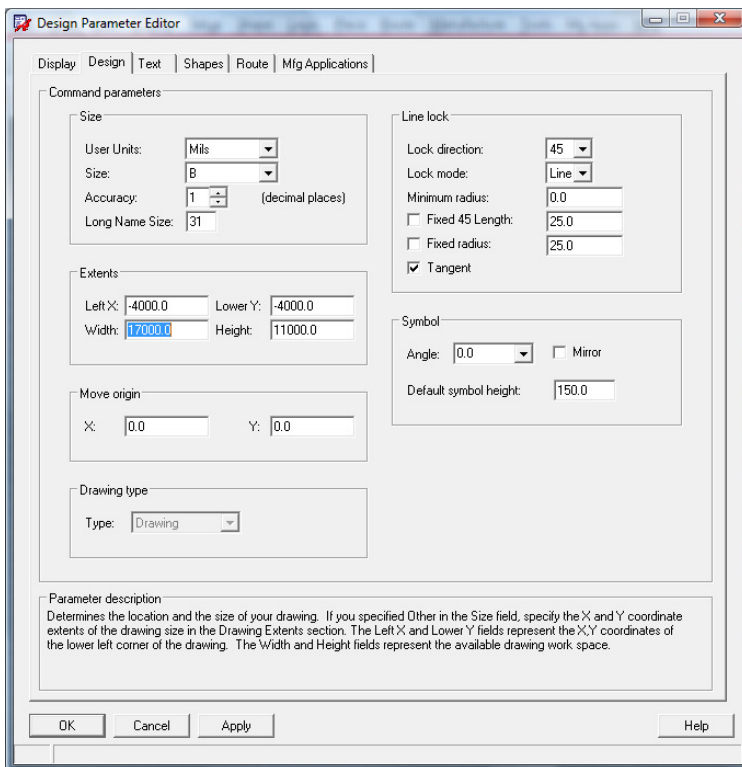 Design Parameter Editor
Display Design Text Shapes Route Mfg Applications
Command parameters
Size
User Units: Mils
Size: B
Accuracy: 1 (decimal places)
Long Name Size: 31
Extents
Left X: -4000.0 Lower Y: -4000.0
Width: 17000.0 Height: 11000.0
Move origin
X: 0.0 Y: 0.0
Drawing type
Type: Drawing
Line lock
Lock direction: 45
Lock mode: Line
Minimum radius: 0.0
Fixed 45 Length: 25.0
Fixed radius: 25.0
Tangent
Symbol
Angle: 0.0 Mirror
Default symbol height: 150.0
Parameter description
Determines the location and the size of your drawing. If you specified Other in the Size field, specify the X and Y coordinate
extents of the drawing size in the Drawing Extents section. The Left X and Lower Y fields represent the X,Y coordinates of
the lower left corner of the drawing. The Width and Height fields represent the available drawing work space.
OK Cancel Apply Help